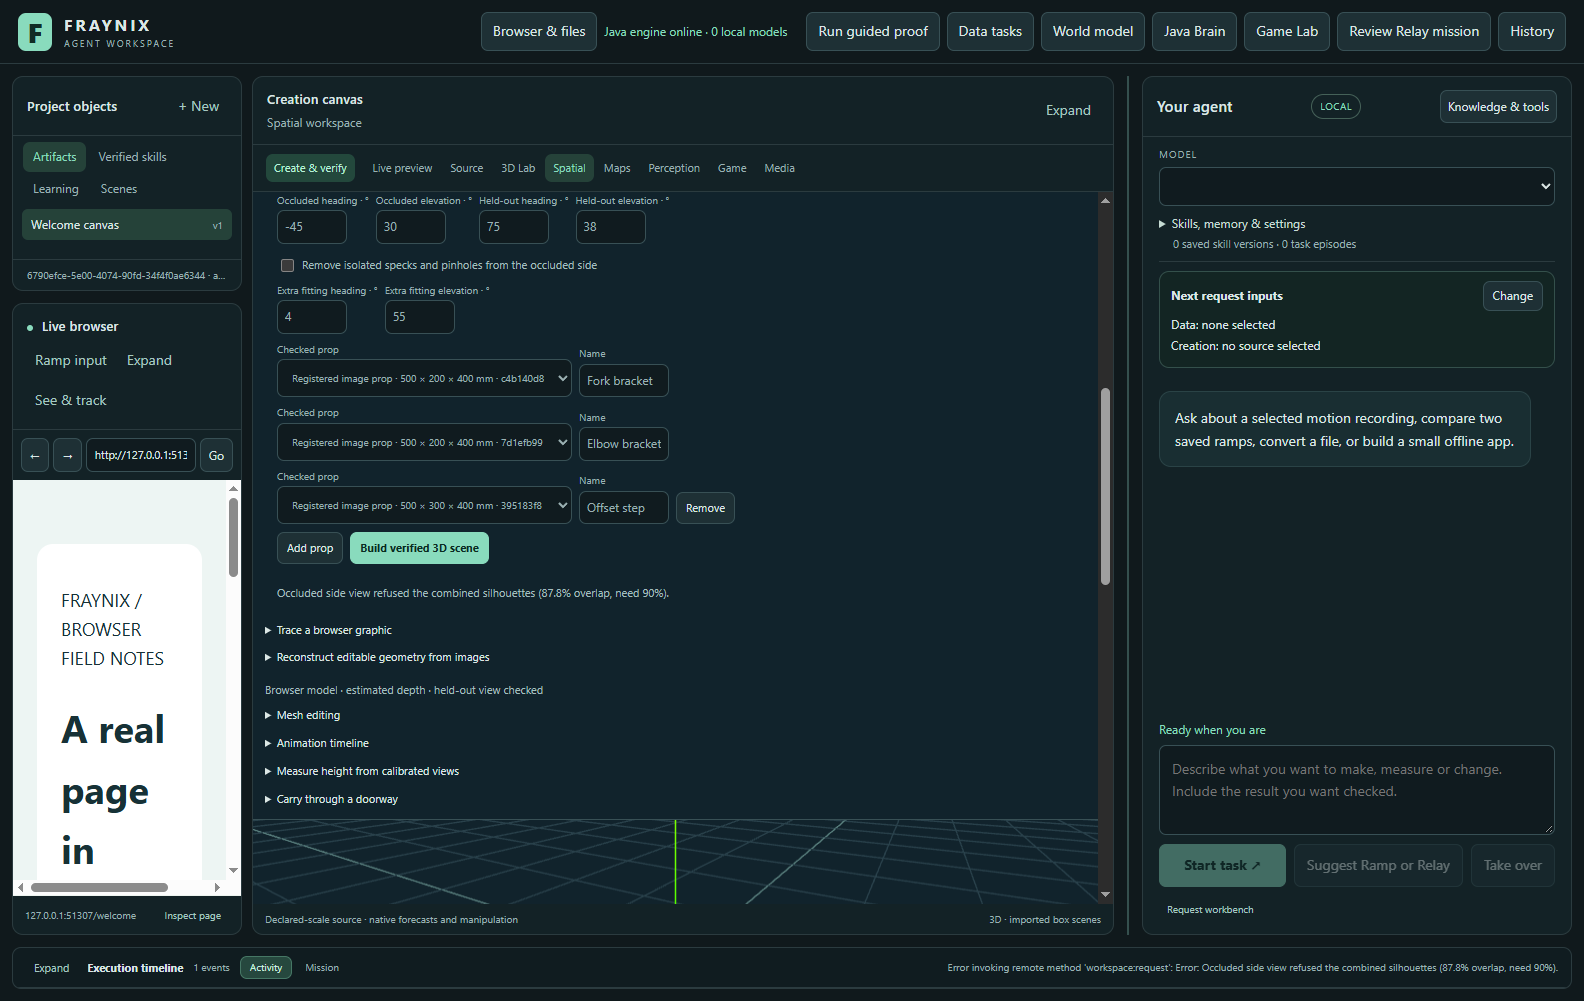 F FRAYNIX
AGENT WORKSPACE
Browser & files
Java engine online · 0 local models
Run guided proof
Data tasks
World model
Java Brain
Game Lab
Review Relay mission
History
Project objects
+ New
Artifacts
Verified skills
Learning
Scenes
Welcome canvas v1
6790efce-5e00-4074-90fd-34f4f0ae6344 · a...
Live browser
Ramp input
Expand
See & track
← → http://127.0.0.1:513 Go
FRAYNIX /
BROWSER
FIELD NOTES
A real
page
in
127.0.0.1:51307/welcome
Inspect page
Creation canvas
Spatial workspace
Expand
Create & verify
Live preview
Source
3D Lab
Spatial
Maps
Perception
Game
Media
Occluded heading · ° Occluded elevation · ° Held-out heading · ° Held-out elevation · °
-45 30 75 38
Remove isolated specks and pinholes from the occluded side
Extra fitting heading · ° Extra fitting elevation · °
4 55
Checked prop Name
Registered image prop · 500 × 200 × 400 mm · c4b140d8 Fork bracket
Checked prop Name
Registered image prop · 500 × 200 × 400 mm · 7d1efb99 Elbow bracket
Checked prop Name
Registered image prop · 500 × 300 × 400 mm · 395183f8 Offset step Remove
Add prop Build verified 3D scene
Occluded side view refused the combined silhouettes (87.8% overlap, need 90%).
Trace a browser graphic
Reconstruct editable geometry from images
Browser model · estimated depth · held-out view checked
Mesh editing
Animation timeline
Measure height from calibrated views
Carry through a doorway
Declared-scale source · native forecasts and manipulation
3D · imported box scenes
Your agent
LOCAL
Knowledge & tools
MODEL
Skills, memory & settings
0 saved skill versions · 0 task episodes
Next request inputs
Change
Data: none selected
Creation: no source selected
Ask about a selected motion recording, compare two
saved ramps, convert a file, or build a small offline app.
Ready when you are
Describe what you want to make, measure or change.
Include the result you want checked.
Start task ↗
Suggest Ramp or Relay
Take over
Request workbench
Expand
Execution timeline
1 events
Activity
Mission
Error invoking remote method 'workspace:request': Error: Occluded side view refused the combined silhouettes (87.8% overlap, need 90%).